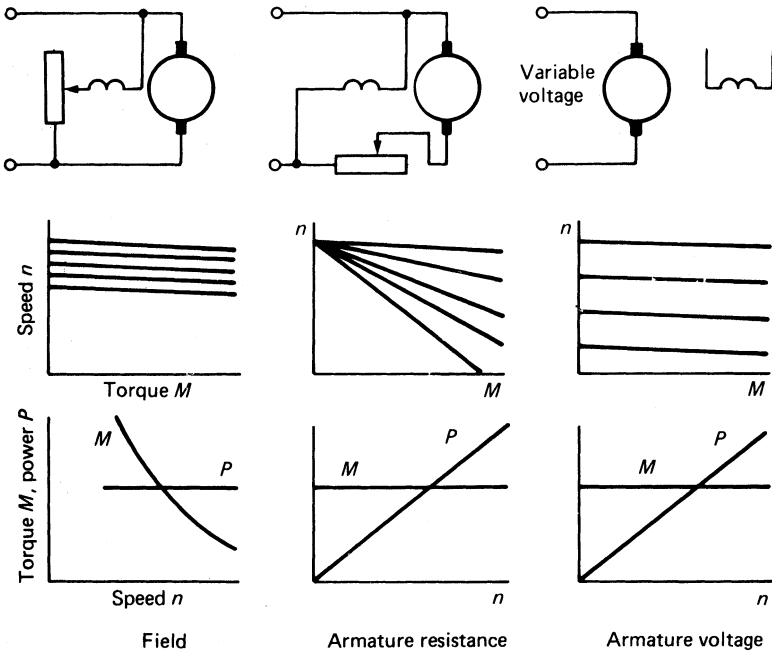 Variable
voltage
Speed n
Torque M
n
M
n
M
Torque M, power P
M
P
Speed n
M
P
n
M
P
n
Field
Armature resistance
Armature voltage